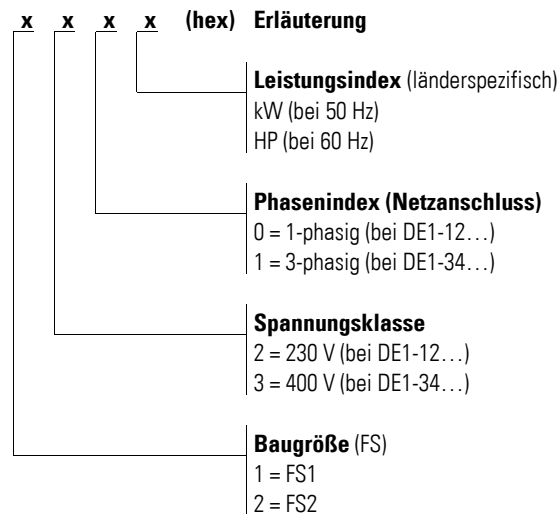 x x x x (hex) Erläuterung
Leistungsindex (länderspezifisch)
kW (bei 50 Hz)
HP (bei 60 Hz)
Phasenindex (Netzanschluss)
0 = 1-phasig (bei DE1-12…)
1 = 3-phasig (bei DE1-34…)
Spannungsklasse
2 = 230 V (bei DE1-12…)
3 = 400 V (bei DE1-34…)
Baugröße (FS)
1 = FS1
2 = FS2